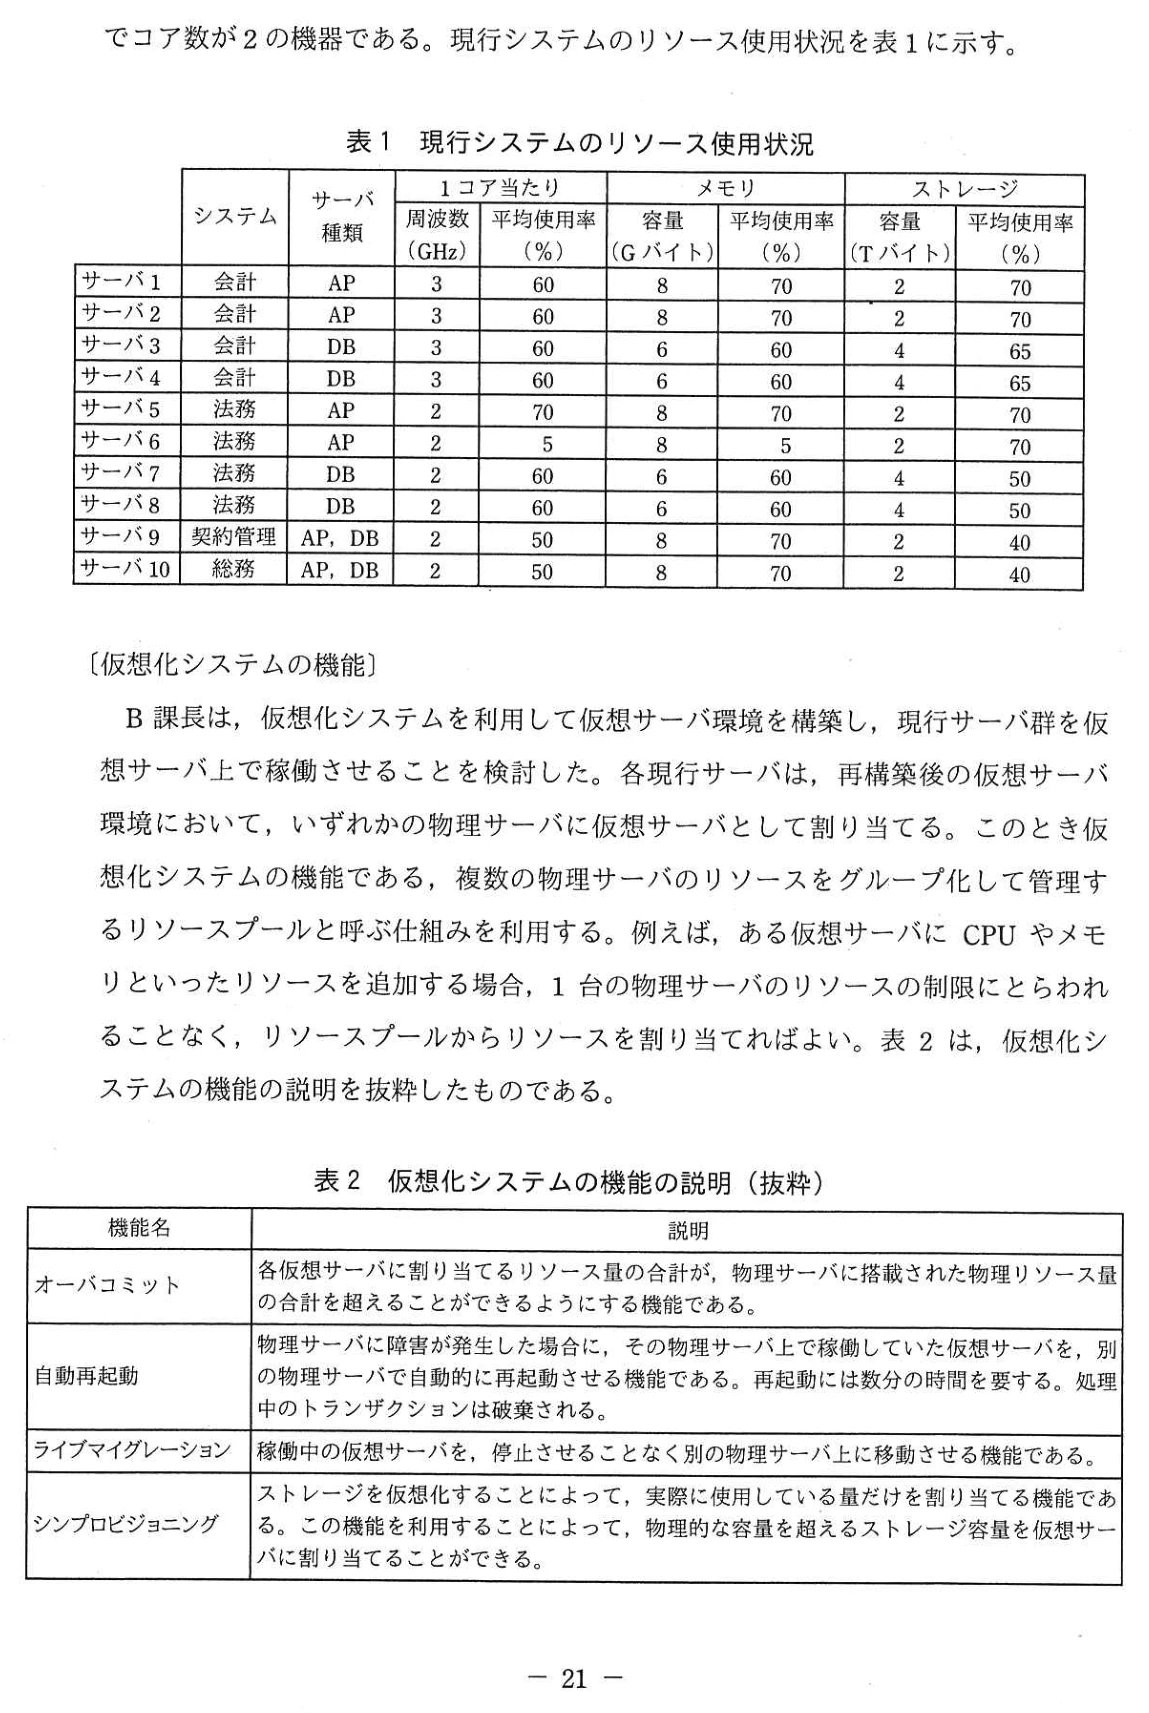 でコア数が2の機器である。現行システムのリソース使用状況を表1に示す。
表1 現行システムのリソース使用状況
システム サーバ種類 1コア当たり メモリ ストレージ
周波数(GHz) 平均使用率(%) 容量(Gバイト) 平均使用率(%) 容量(Tバイト) 平均使用率(%)
サーバ1 会計 AP 3 60 8 70 2 70
サーバ2 会計 AP 3 60 8 70 2 70
サーバ3 会計 DB 3 60 6 60 4 65
サーバ4 会計 DB 3 60 6 60 4 65
サーバ5 法務 AP 2 70 8 70 2 70
サーバ6 法務 AP 2 5 8 5 2 70
サーバ7 法務 DB 2 60 6 60 4 50
サーバ8 法務 DB 2 60 6 60 4 50
サーバ9 契約管理 AP, DB 2 50 8 70 2 40
サーバ10 総務 AP, DB 2 50 8 70 2 40
〔仮想化システムの機能〕
B 課長は,仮想化システムを利用して仮想サーバ環境を構築し,現行サーバ群を仮
想サーバ上で稼働させることを検討した。各現行サーバは,再構築後の仮想サーバ
環境において,いずれかの物理サーバに仮想サーバとして割り当てる。このとき仮
想化システムの機能である,複数の物理サーバのリソースをグループ化して管理す
るリソースプールと呼ぶ仕組みを利用する。例えば,ある仮想サーバに CPU やメモ
リといったリソースを追加する場合,1 台の物理サーバのリソースの制限にとらわれ
ることなく,リソースプールからリソースを割り当てればよい。表 2 は,仮想化シ
ステムの機能の説明を抜粋したものである。
表2 仮想化システムの機能の説明(抜粋)
機能名 説明
オーバコミット
各仮想サーバに割り当てるリソース量の合計が,物理サーバに搭載された物理リソース量
の合計を超えることができるようにする機能である。
自動再起動
物理サーバに障害が発生した場合に,その物理サーバ上で稼働していた仮想サーバを,別
の物理サーバで自動的に再起動させる機能である。再起動には数分の時間を要する。処理
中のトランザクションは破棄される。
ライブマイグレーション 稼働中の仮想サーバを,停止させることなく別の物理サーバ上に移動させる機能である。
シンプロビジョニング
ストレージを仮想化することによって,実際に使用している量だけを割り当てる機能であ
る。この機能を利用することによって,物理的な容量を超えるストレージ容量を仮想サー
バに割り当てることができる。
― 21 ―